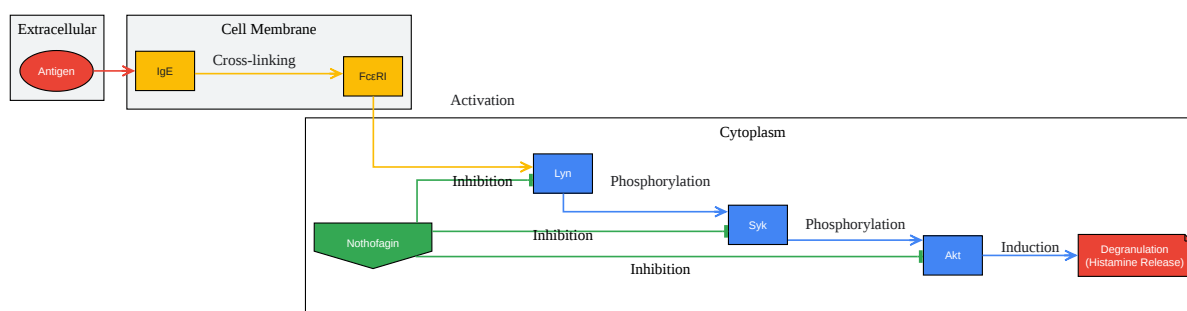 Extracellular
Cell Membrane
Antigen
IgE
Cross-linking
FcεRI
Activation
Cytoplasm
Lyn
Inhibition
Phosphorylation
Syk
Phosphorylation
Nothofagin
Inhibition
Akt
Induction
Degranulation
(Histamine Release)
Inhibition